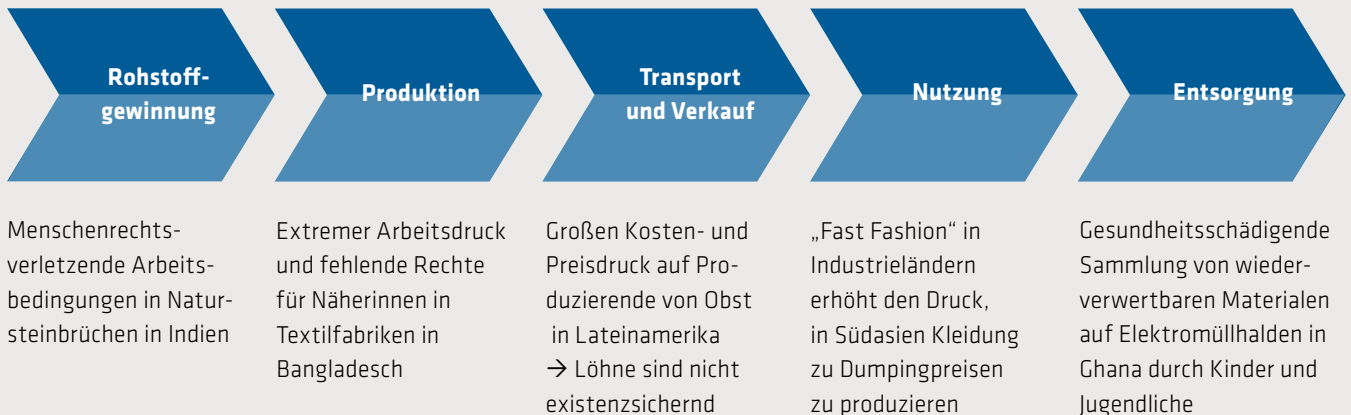 Rohstoff-
gewinnung
Produktion
Transport
und Verkauf
Nutzung
Entsorgung
Menschenrechts-
verletzende Arbeits-
bedingungen in Natur-
steinbrüchen in Indien
Extremer Arbeitsdruck
und fehlende Rechte
für Näherinnen in
Textilfabriken in
Bangladesch
Großen Kosten- und
Preisdruck auf Pro-
duzierende von Obst
in Lateinamerika
→ Löhne sind nicht
existenzsichernd
„Fast Fashion“ in
Industrieländern
erhöht den Druck,
in Südasien Kleidung
zu Dumpingpreisen
zu produzieren
Gesundheitsschädigende
Sammlung von wieder-
verwertbaren Materialen
auf Elektromüllhalden in
Ghana durch Kinder und
Jugendliche